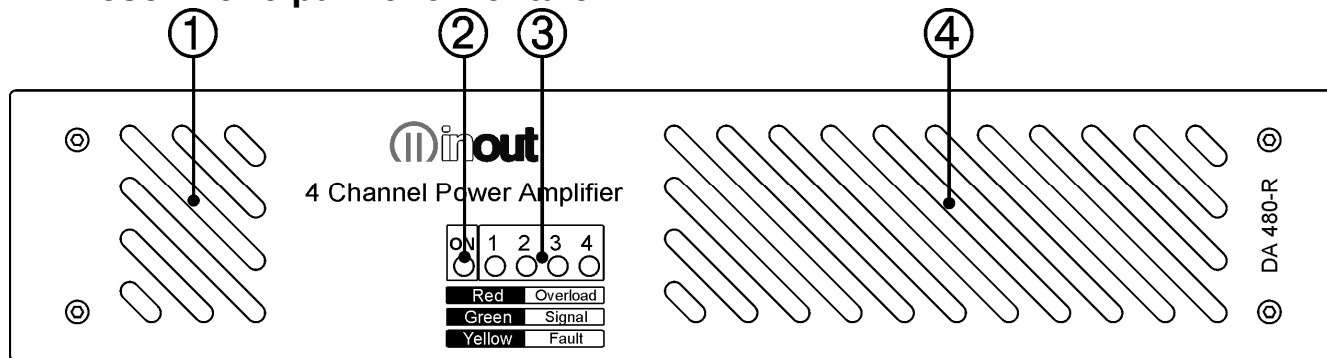 1 2 3 4
inout
4 Channel Power Amplifier
ON 1 2 3 4
Red Overload
Green Signal
Yellow Fault
DA 480-R